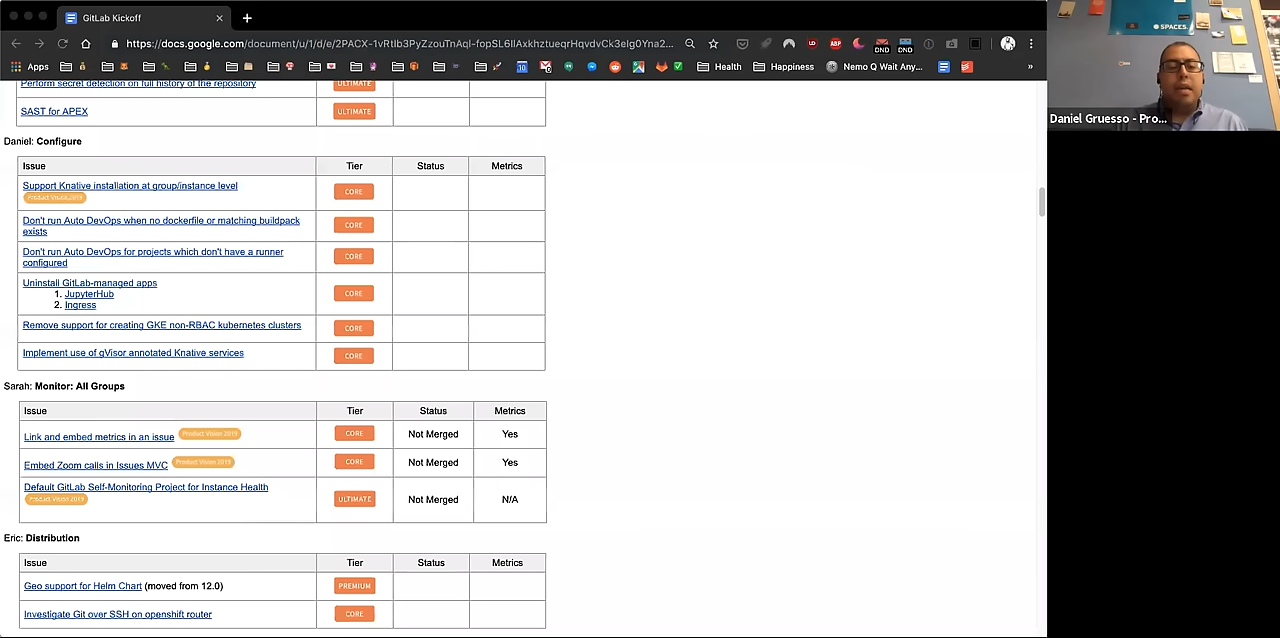 GitLab Kickoff
https://docs.google.com/document/u/1/d/e/2PACX-1vRtIb3PyZzouTnAqI-fopSL6IlAxkhztueqrHqvdvCk3eIg0Yna2...
Apps
Health
Happiness
Nemo Q Wait Any...
»
SPACES.
Daniel Gruesso - Pro...
Perform secret detection on full history of the repository
ULTIMATE
SAST for APEX
ULTIMATE
Daniel: Configure
Issue Tier Status Metrics
Support Knative installation at group/instance level
Product Vision 2019
CORE
Don't run Auto DevOps when no dockerfile or matching buildpack
exists
CORE
Don't run Auto DevOps for projects which don't have a runner
configured
CORE
Uninstall GitLab-managed apps
1. JupyterHub
2. Ingress
CORE
Remove support for creating GKE non-RBAC kubernetes clusters
CORE
Implement use of gVisor annotated Knative services
CORE
Sarah: Monitor: All Groups
Issue Tier Status Metrics
Link and embed metrics in an issue Product Vision 2019 CORE Not Merged Yes
Embed Zoom calls in Issues MVC Product Vision 2019 CORE Not Merged Yes
Default GitLab Self-Monitoring Project for Instance Health
Product Vision 2019
ULTIMATE Not Merged N/A
Eric: Distribution
Issue Tier Status Metrics
Geo support for Helm Chart (moved from 12.0) PREMIUM
Investigate Git over SSH on openshift router CORE